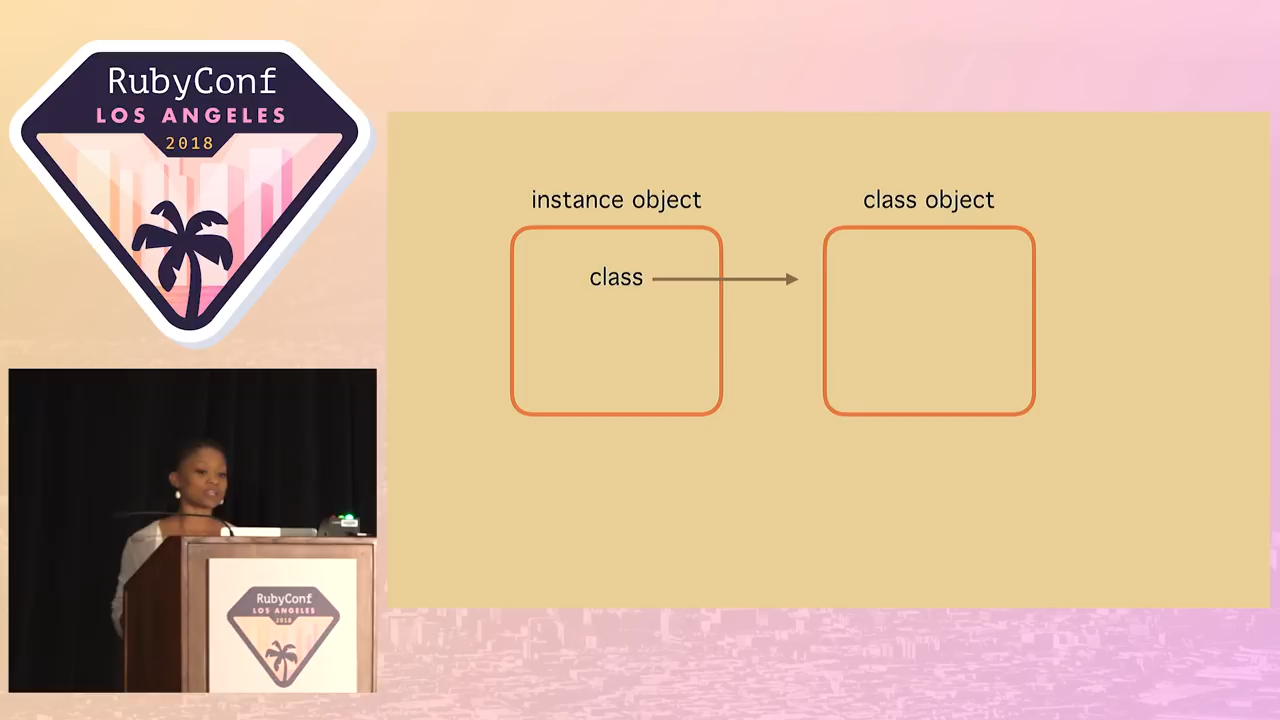 RubyConf
LOS ANGELES
2018
instance object
class object
class
RubyConf
LOS ANGELES
2018